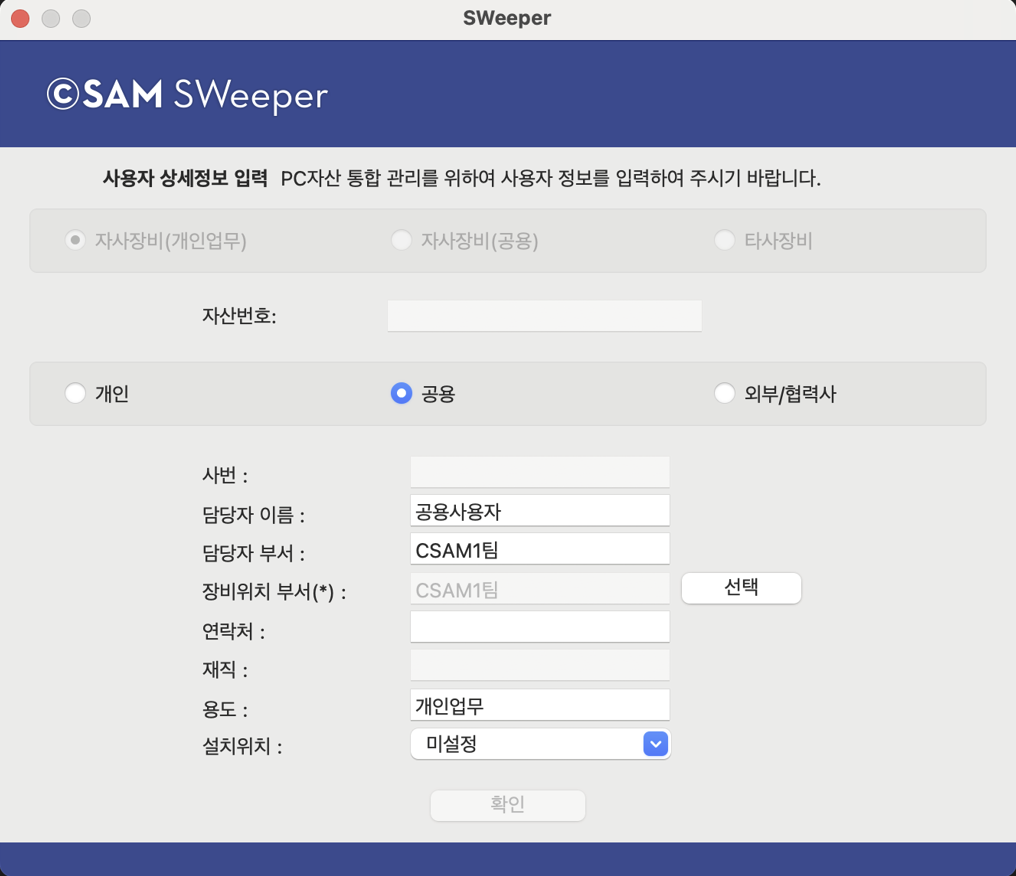 SWeeper
©SAM SWeeper
사용자 상세정보 입력 PC자산 통합 관리를 위하여 사용자 정보를 입력하여 주시기 바랍니다.
자사장비(개인업무) 자사장비(공용) 타사장비
자산번호:
개인 공용 외부/협력사
사번 :
담당자 이름 : 공용사용자
담당자 부서 : CSAM1팀
장비위치 부서(*) : CSAM1팀 선택
연락처 :
재직 :
용도 : 개인업무
설치위치 : 미설정
확인